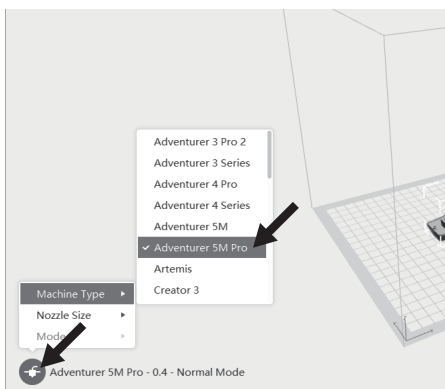 Adventurer 3 Pro 2
Adventurer 3 Series
Adventurer 4 Pro
Adventurer 4 Series
Adventurer 5M
Adventurer 5M Pro
Artemis
Creator 3
Machine Type
Nozzle Size
Mode
Adventurer 5M Pro - 0.4 - Normal Mode